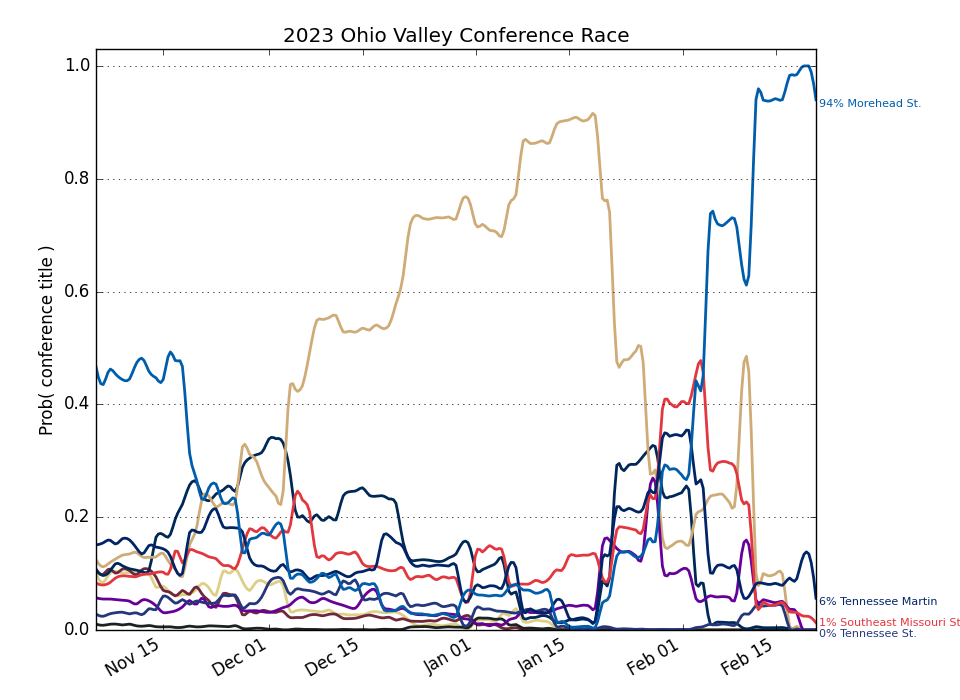 2023 Ohio Valley Conference Race
Prob( conference title )
1.0
0.8
0.6
0.4
0.2
0.0
Nov 15
Dec 01
Dec 15
Jan 01
Jan 15
Feb 01
Feb 15
94% Morehead St.
6% Tennessee Martin
1% Southeast Missouri St
0% Tennessee St.